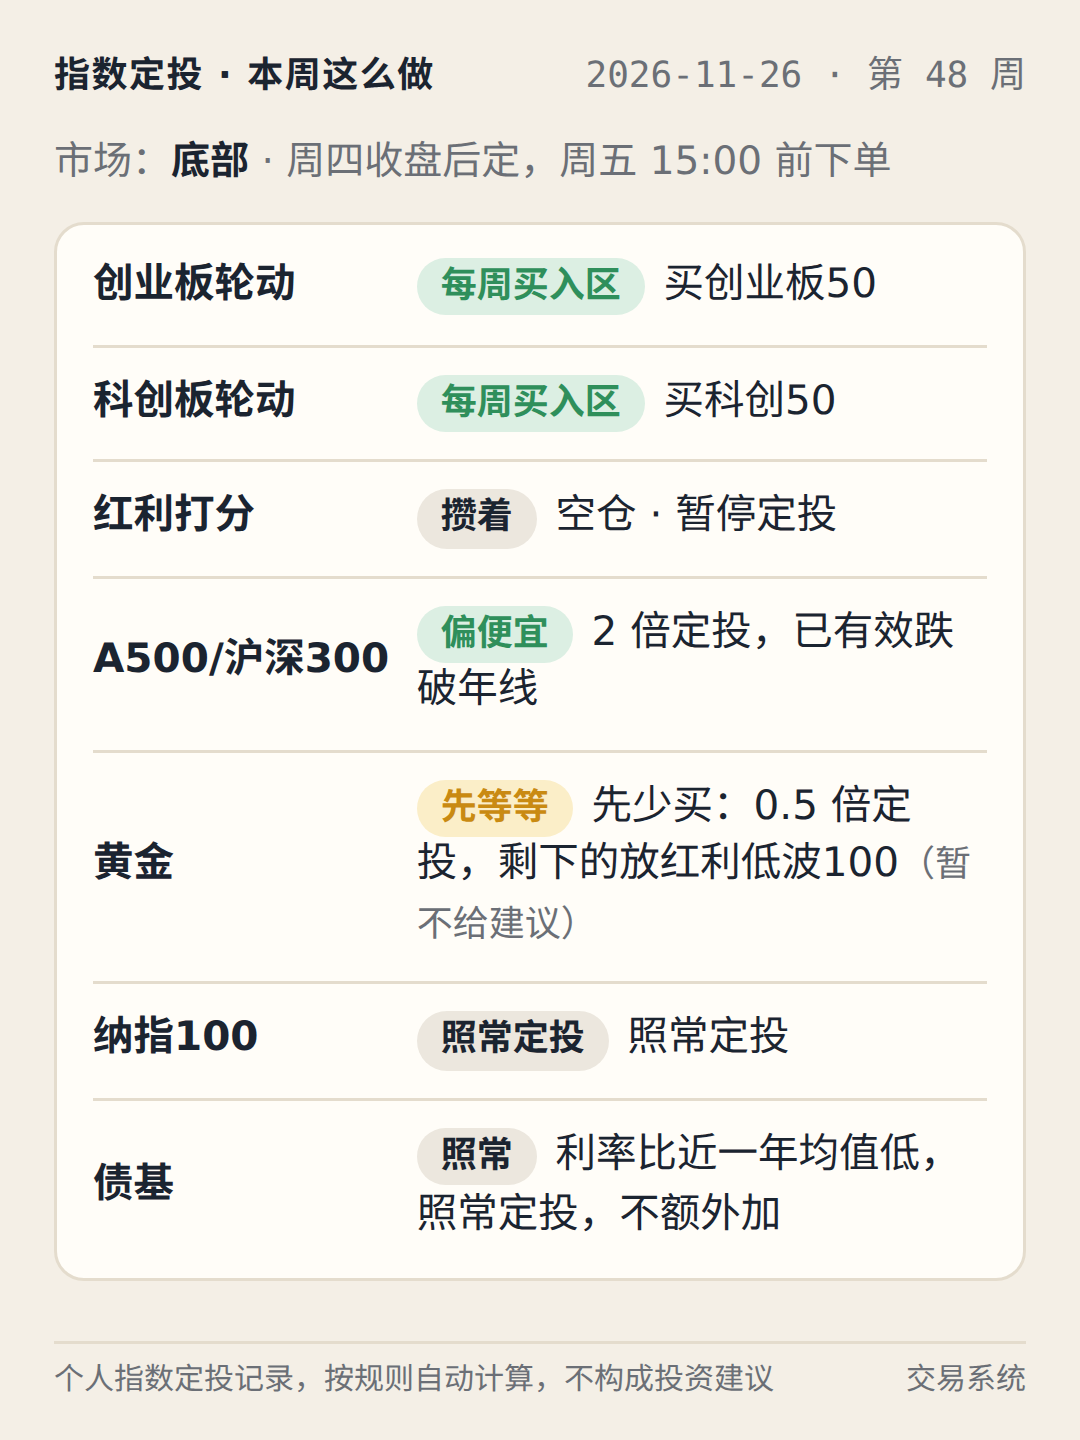 指数定投 · 本周这么做
2026-11-26 · 第 48 周
市场：底部 · 周四收盘后定，周五 15:00 前下单
创业板轮动 每周买入区 买创业板50
科创板轮动 每周买入区 买科创50
红利打分 攒着 空仓 · 暂停定投
A500/沪深300 偏便宜 2 倍定投，已有效跌
破年线
黄金 先等等 先少买：0.5 倍定
投，剩下的放红利低波100（暂
不给建议）
纳指100 照常定投 照常定投
债基 照常 利率比近一年均值低，
照常定投，不额外加
个人指数定投记录，按规则自动计算，不构成投资建议
交易系统